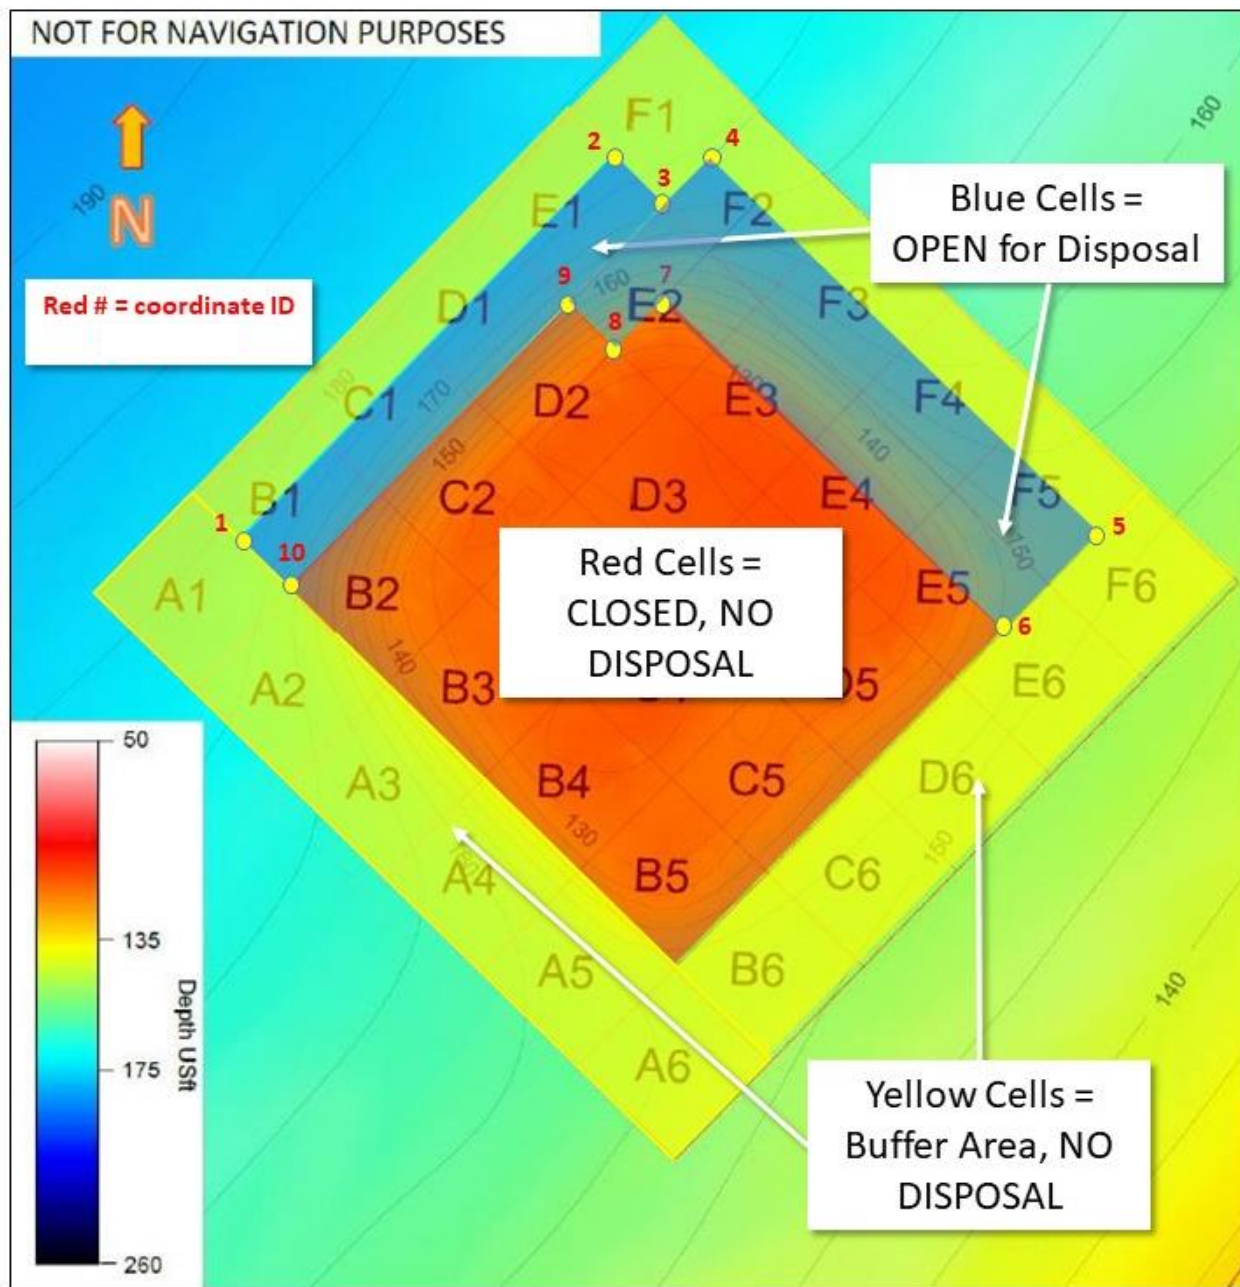 NOT FOR NAVIGATION PURPOSES
F1
160
2
4
3
190
N
E1
F2
Blue Cells =
OPEN for Disposal
Red # = coordinate ID
D1
9
160
7
E2
F3
8
180
C1
170
D2
E3
F4
150
140
B1
C2
D3
E4
F5
1
5
10
150
A1
B2
Red Cells =
CLOSED, NO
DISPOSAL
E5
F6
6
140
A2
B3
D5
E6
50
A3
B4
C5
D6
130
150
A4
B5
C6
135
A5
B6
140
Depth USft
A6
175
Yellow Cells =
Buffer Area, NO
DISPOSAL
260